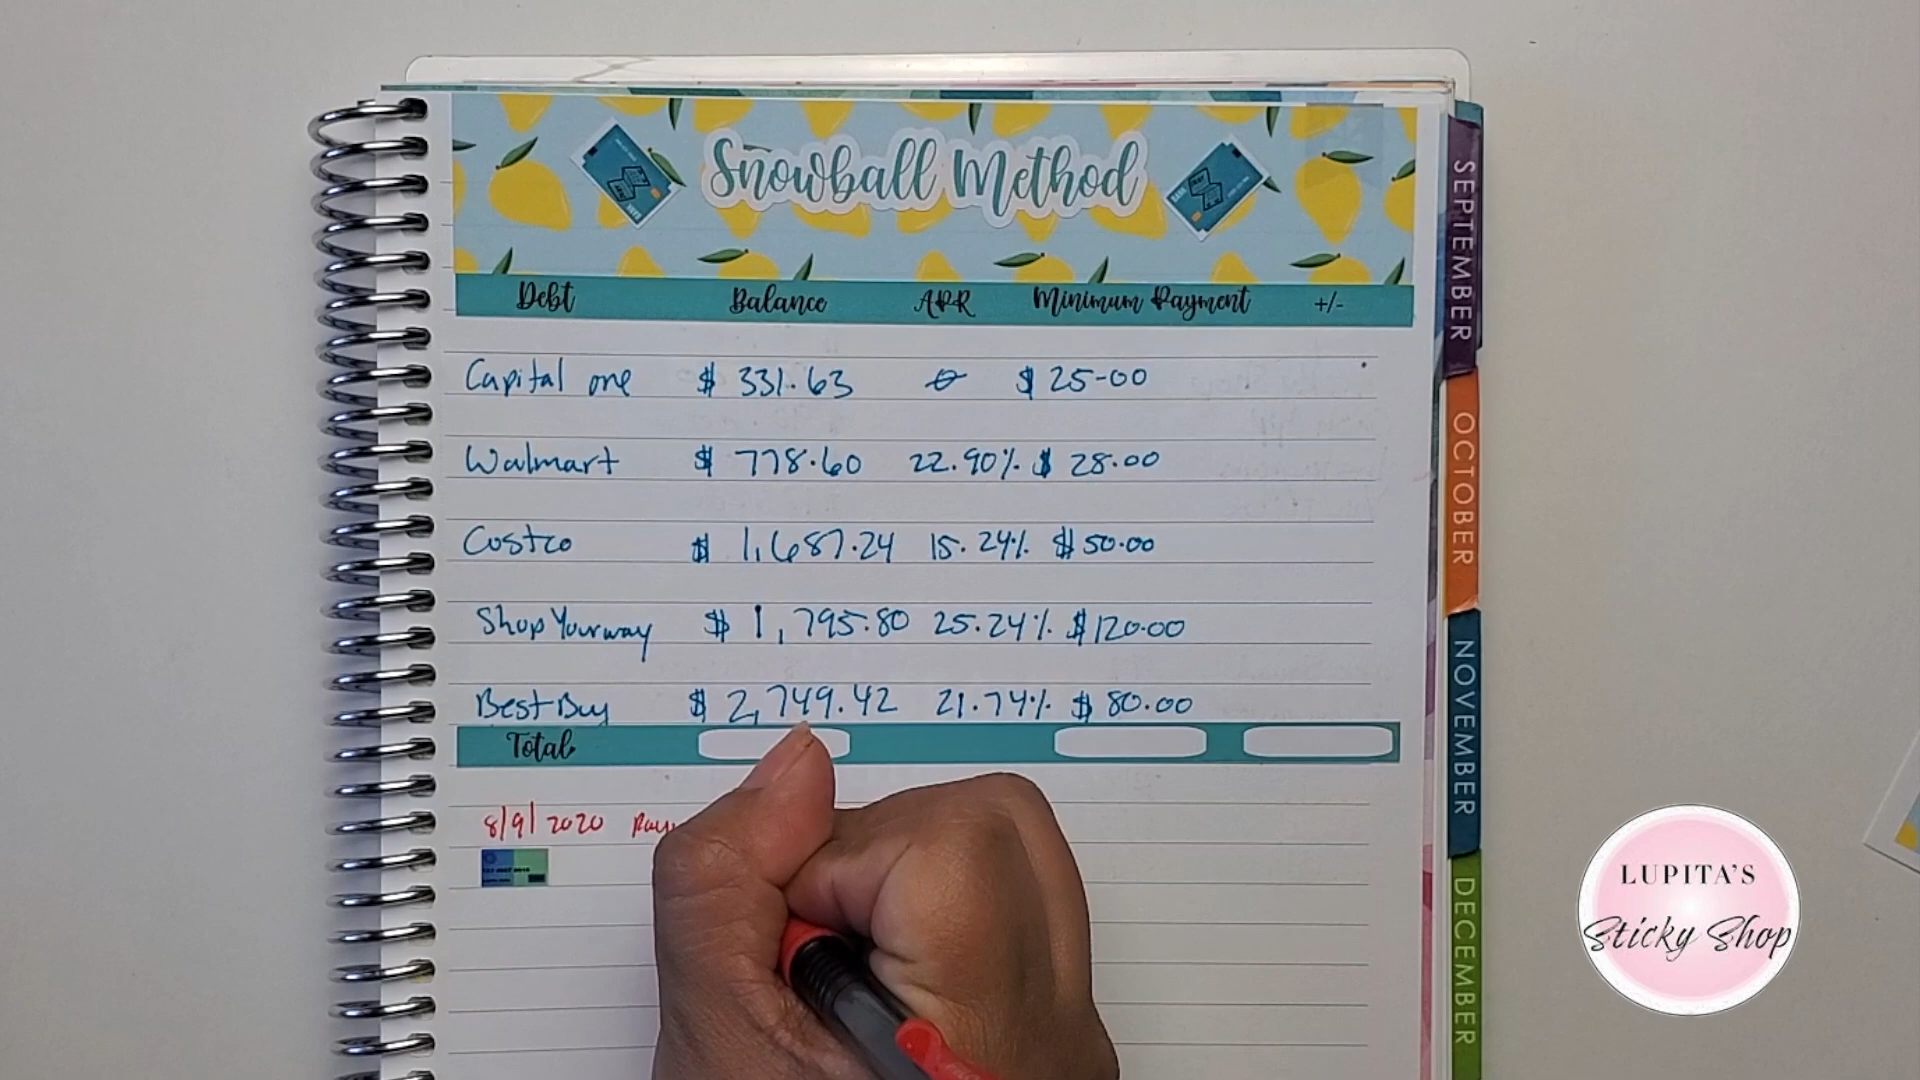 Snowball Method
Debt Balance APR Minimum Payment +/-
Capital one $ 331.63 0 $ 25-00
Walmart $ 778.60 22.90% $ 28.00
Costco $ 1,687.24 15.24% $ 50.00
Shop Yourway $ 1,795.80 25.24% $ 120.00
Best Buy $ 2,749.42 21.74% $ 80.00
Total
8/9/2020
SEPTEMBER
OCTOBER
NOVEMBER
DECEMBER
LUPITA'S
Sticky Shop